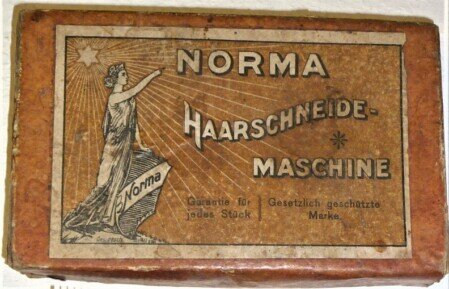 NORMA
HAARSCHNEIDE-
MASCHINE
Norma
Garantie für
jedes Stück
Gesetzlich geschützte
Marke.